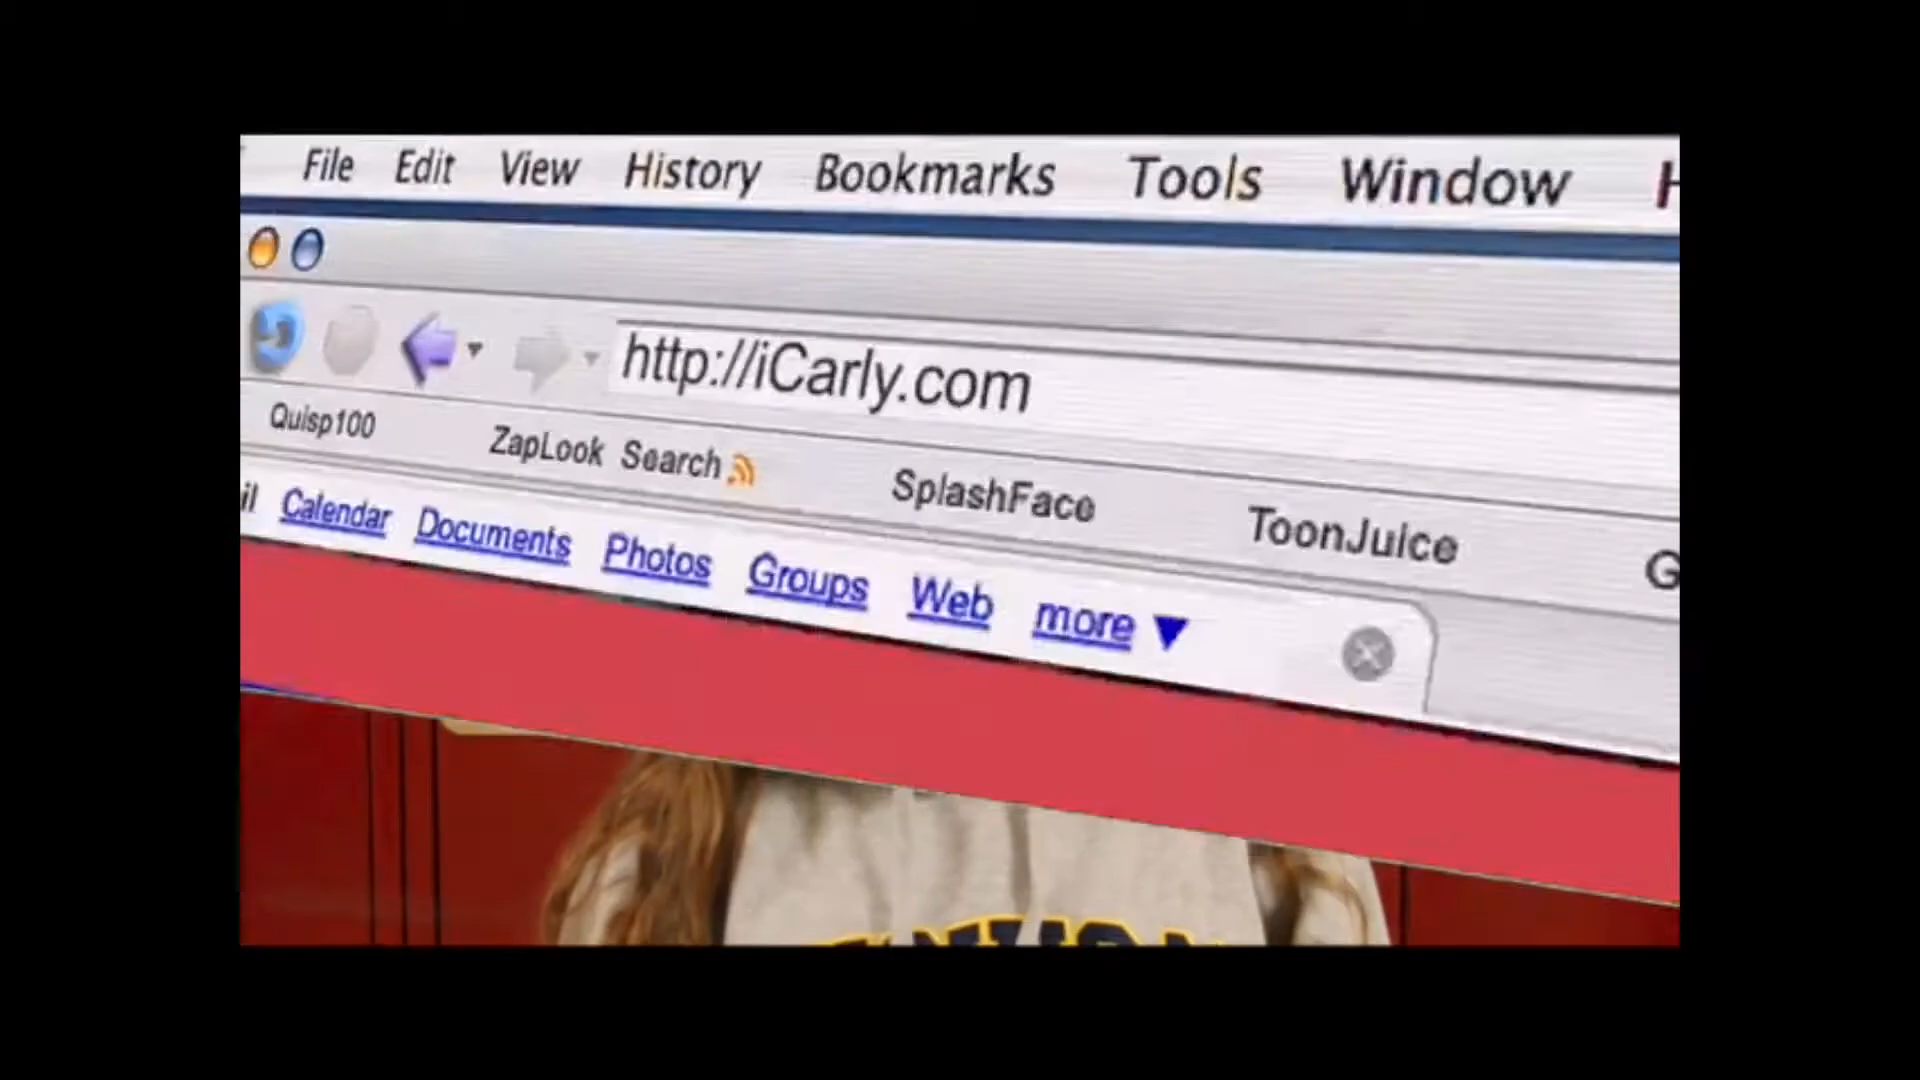 File Edit View History Bookmarks Tools Window
http://iCarly.com
Quisp100 ZapLook Search SplashFace ToonJuice
Calendar Documents Photos Groups Web more